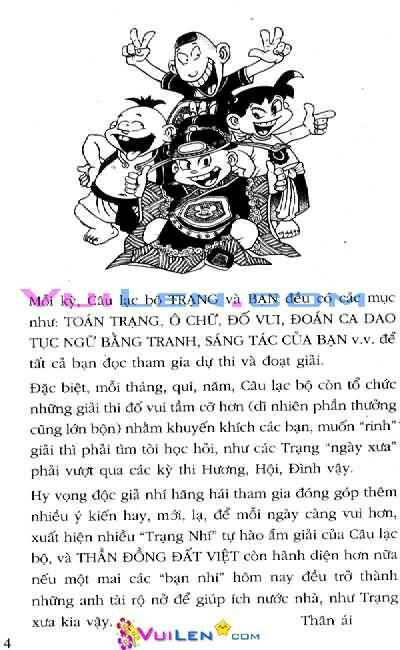 VuiLen.com
Mỗi kỳ, Câu lạc bộ TRẠNG và BẠN đều có các mục
như: TOÁN TRẠNG, Ô CHỮ, ĐỐ VUI, ĐOÁN CA DAO
TỤC NGỮ BẰNG TRANH, SÁNG TÁC CỦA BẠN v.v. để
tất cả bạn đọc tham gia dự thi và đoạt giải.
Đặc biệt, mỗi tháng, quí, năm, Câu lạc bộ còn tổ chức
những giải thi đố vui tầm cỡ hơn (dĩ nhiên phần thưởng
cũng lớn bộn) nhằm khuyến khích các bạn, muốn "rinh"
giải thì phải tìm tòi học hỏi, như các Trạng "ngày xưa"
phải vượt qua các kỳ thi Hương, Hội, Đình vậy.
Hy vọng độc giả nhí hăng hái tham gia đóng góp thêm
nhiều ý kiến hay, mới, lạ, để mỗi ngày càng vui hơn,
xuất hiện nhiều "Trạng Nhí" tự hào ẵm giải của Câu lạc
bộ, và THẦN ĐỒNG ĐẤT VIỆT còn hãnh diện hơn nữa
nếu một mai các "bạn nhí" hôm nay đều trở thành
những anh tài rộ nở để giúp ích nước nhà, như Trạng
xưa kia vậy. Thân ái
4
VuiLen.com